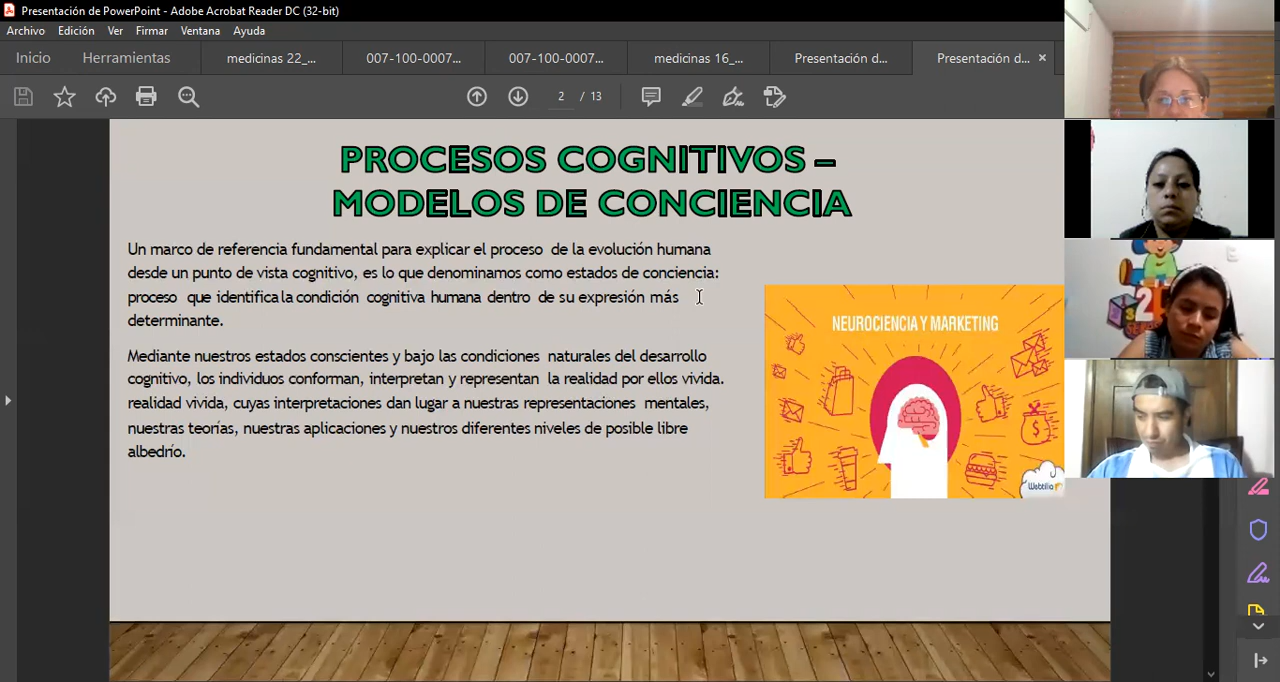 Presentación de PowerPoint - Adobe Acrobat Reader DC (32-bit)
Archivo Edición Ver Firmar Ventana Ayuda
Inicio Herramientas medicinas 22_... 007-100-0007... 007-100-0007... medicinas 16_... Presentación d... Presentación d... ×
2 / 13
PROCESOS COGNITIVOS –
MODELOS DE CONCIENCIA
Un marco de referencia fundamental para explicar el proceso de la evolución humana
desde un punto de vista cognitivo, es lo que denominamos como estados de conciencia:
proceso que identifica la condición cognitiva humana dentro de su expresión más
determinante.
Mediante nuestros estados conscientes y bajo las condiciones naturales del desarrollo
cognitivo, los individuos conforman, interpretan y representan la realidad por ellos vivida.
realidad vivida, cuyas interpretaciones dan lugar a nuestras representaciones mentales,
nuestras teorías, nuestras aplicaciones y nuestros diferentes niveles de posible libre
albedrío.
NEUROCIENCIA Y MARKETING